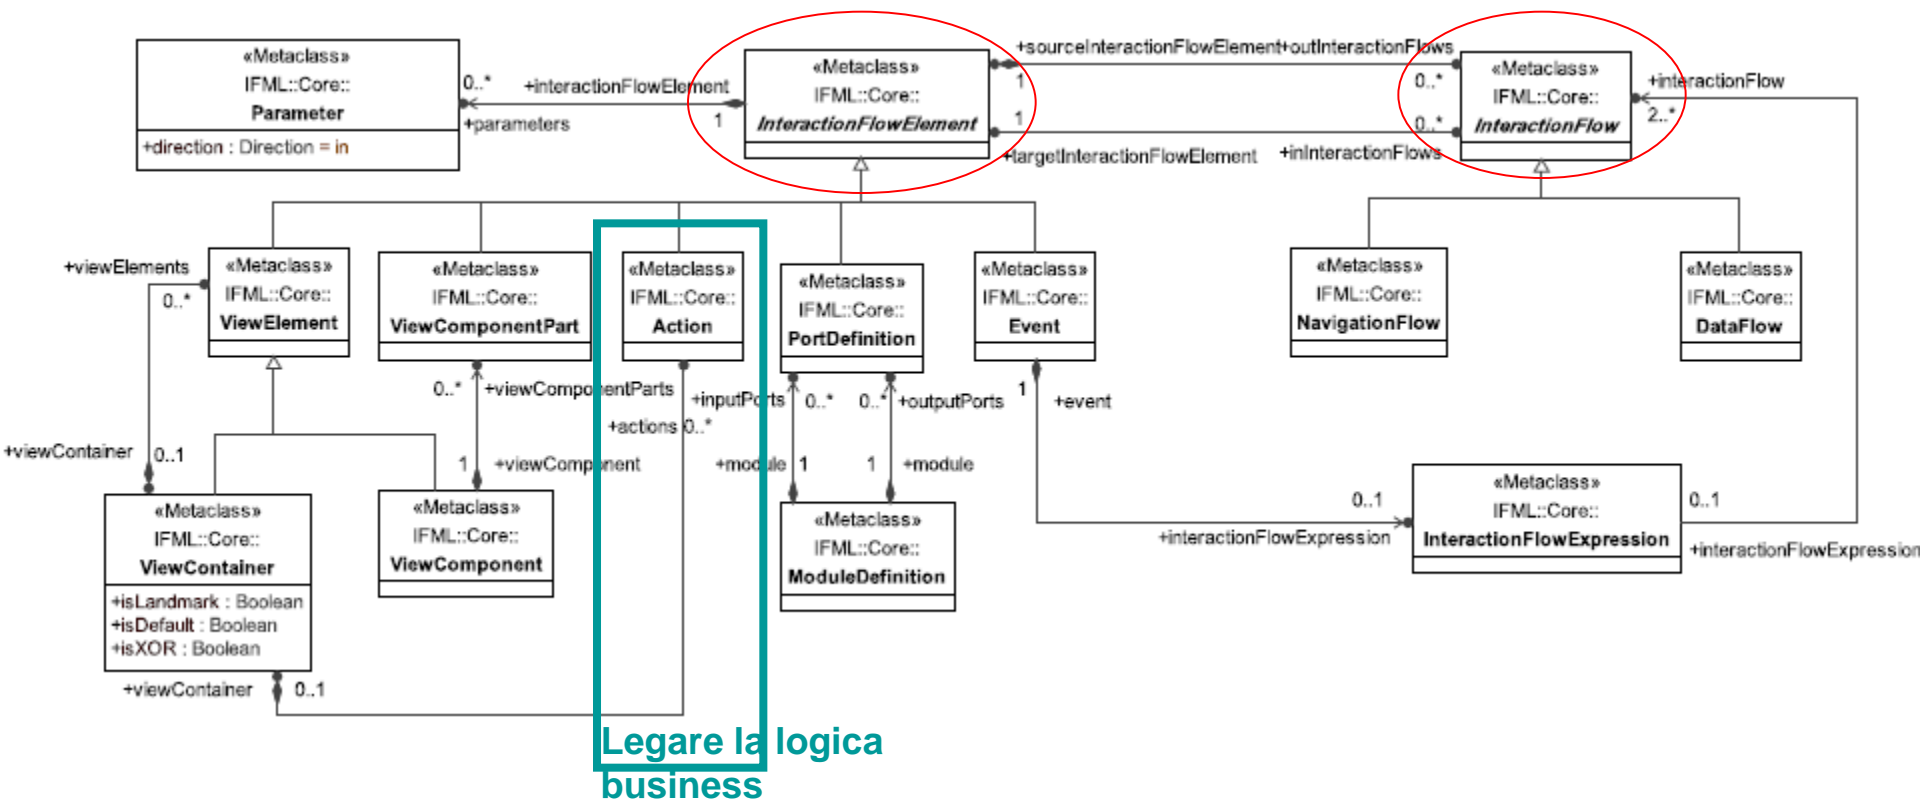 «Metaclass»
IFML::Core::
Parameter
+direction : Direction = in
0..*
+parameters
+interactionFlowElement
1
«Metaclass»
IFML::Core::
InteractionFlowElement
+sourceInteractionFlowElement
+outInteractionFlows
1
0..*
1
0..*
+targetInteractionFlowElement
+inInteractionFlows
«Metaclass»
IFML::Core::
InteractionFlow
+interactionFlow
2..*
+viewElements
0..*
«Metaclass»
IFML::Core::
ViewElement
«Metaclass»
IFML::Core::
ViewComponentPart
«Metaclass»
IFML::Core::
Action
«Metaclass»
IFML::Core::
PortDefinition
«Metaclass»
IFML::Core::
Event
«Metaclass»
IFML::Core::
NavigationFlow
«Metaclass»
IFML::Core::
DataFlow
0..*
+viewComponentParts
+actions
0..*
+inputPorts
0..*
0..*
+outputPorts
1
+event
+viewContainer
0..1
1
+viewComponent
+module
1
1
+module
«Metaclass»
IFML::Core::
ViewContainer
+isLandmark : Boolean
+isDefault : Boolean
+isXOR : Boolean
«Metaclass»
IFML::Core::
ViewComponent
«Metaclass»
IFML::Core::
ModuleDefinition
0..1
+interactionFlowExpression
«Metaclass»
IFML::Core::
InteractionFlowExpression
0..1
+interactionFlowExpression
+viewContainer
0..1
Legare la logica
business